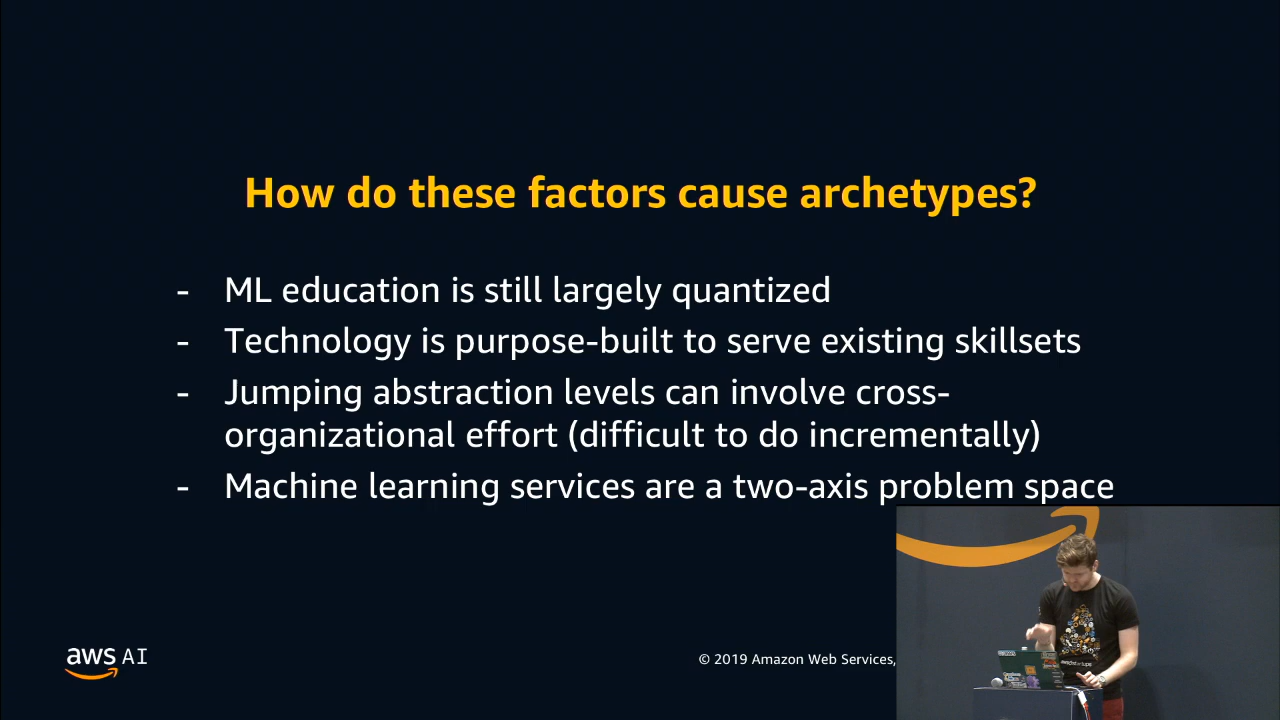 How do these factors cause archetypes?
- ML education is still largely quantized
- Technology is purpose-built to serve existing skillsets
- Jumping abstraction levels can involve cross-
organizational effort (difficult to do incrementally)
- Machine learning services are a two-axis problem space
aws AI
© 2019 Amazon Web Services,